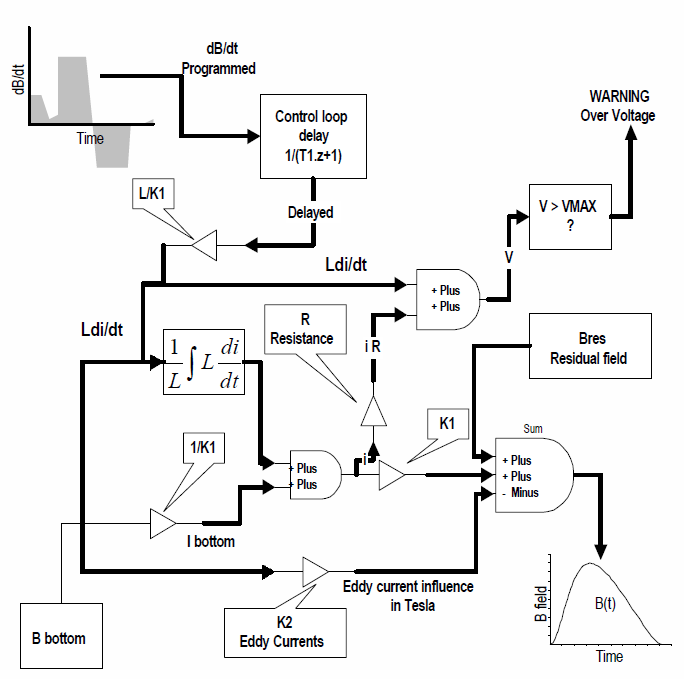 dB/dt
Programmed
dB/dt
Time
Control loop
delay
1/(T1.z+1)
WARNING
Over Voltage
L/K1
Delayed
V > VMAX
?
Ldi/dt
+ Plus
+ Plus
V
Ldi/dt
R
Resistance
i R
Bres
Residual field
1/L ∫ L di/dt
K1
Sum
1/K1
+ Plus
+ Plus
i
+ Plus
+ Plus
- Minus
I bottom
Eddy current influence
in Tesla
K2
Eddy Currents
B bottom
B field
B(t)
Time